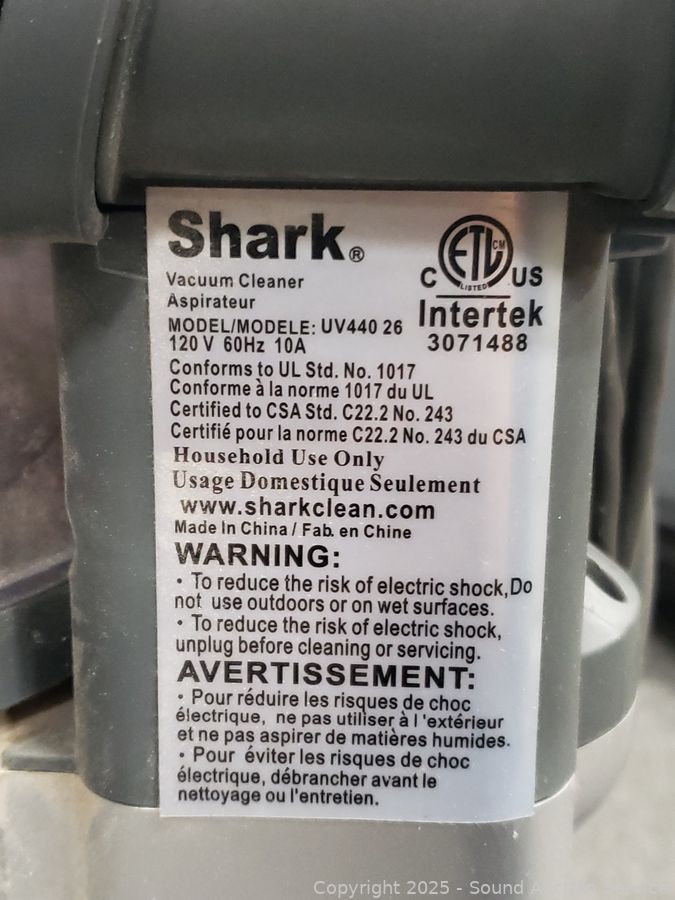 Shark®
Vacuum Cleaner
Aspirateur
MODEL/MODELE: UV440 26
120 V 60Hz 10A
ETL CM
LISTED
C US
Intertek
3071488
Conforms to UL Std. No. 1017
Conforme à la norme 1017 du UL
Certified to CSA Std. C22.2 No. 243
Certifié pour la norme C22.2 No. 243 du CSA
Household Use Only
Usage Domestique Seulement
www.sharkclean.com
Made In China / Fab. en Chine
WARNING:
· To reduce the risk of electric shock,Do
not use outdoors or on wet surfaces.
· To reduce the risk of electric shock,
unplug before cleaning or servicing.
AVERTISSEMENT:
· Pour réduire les risques de choc
électrique, ne pas utiliser à l 'extérieur
et ne pas aspirer de matières humides.
· Pour éviter les risques de choc
électrique, débrancher avant le
nettoyage ou l'entretien.
Copyright 2025 - Sound Auction Service